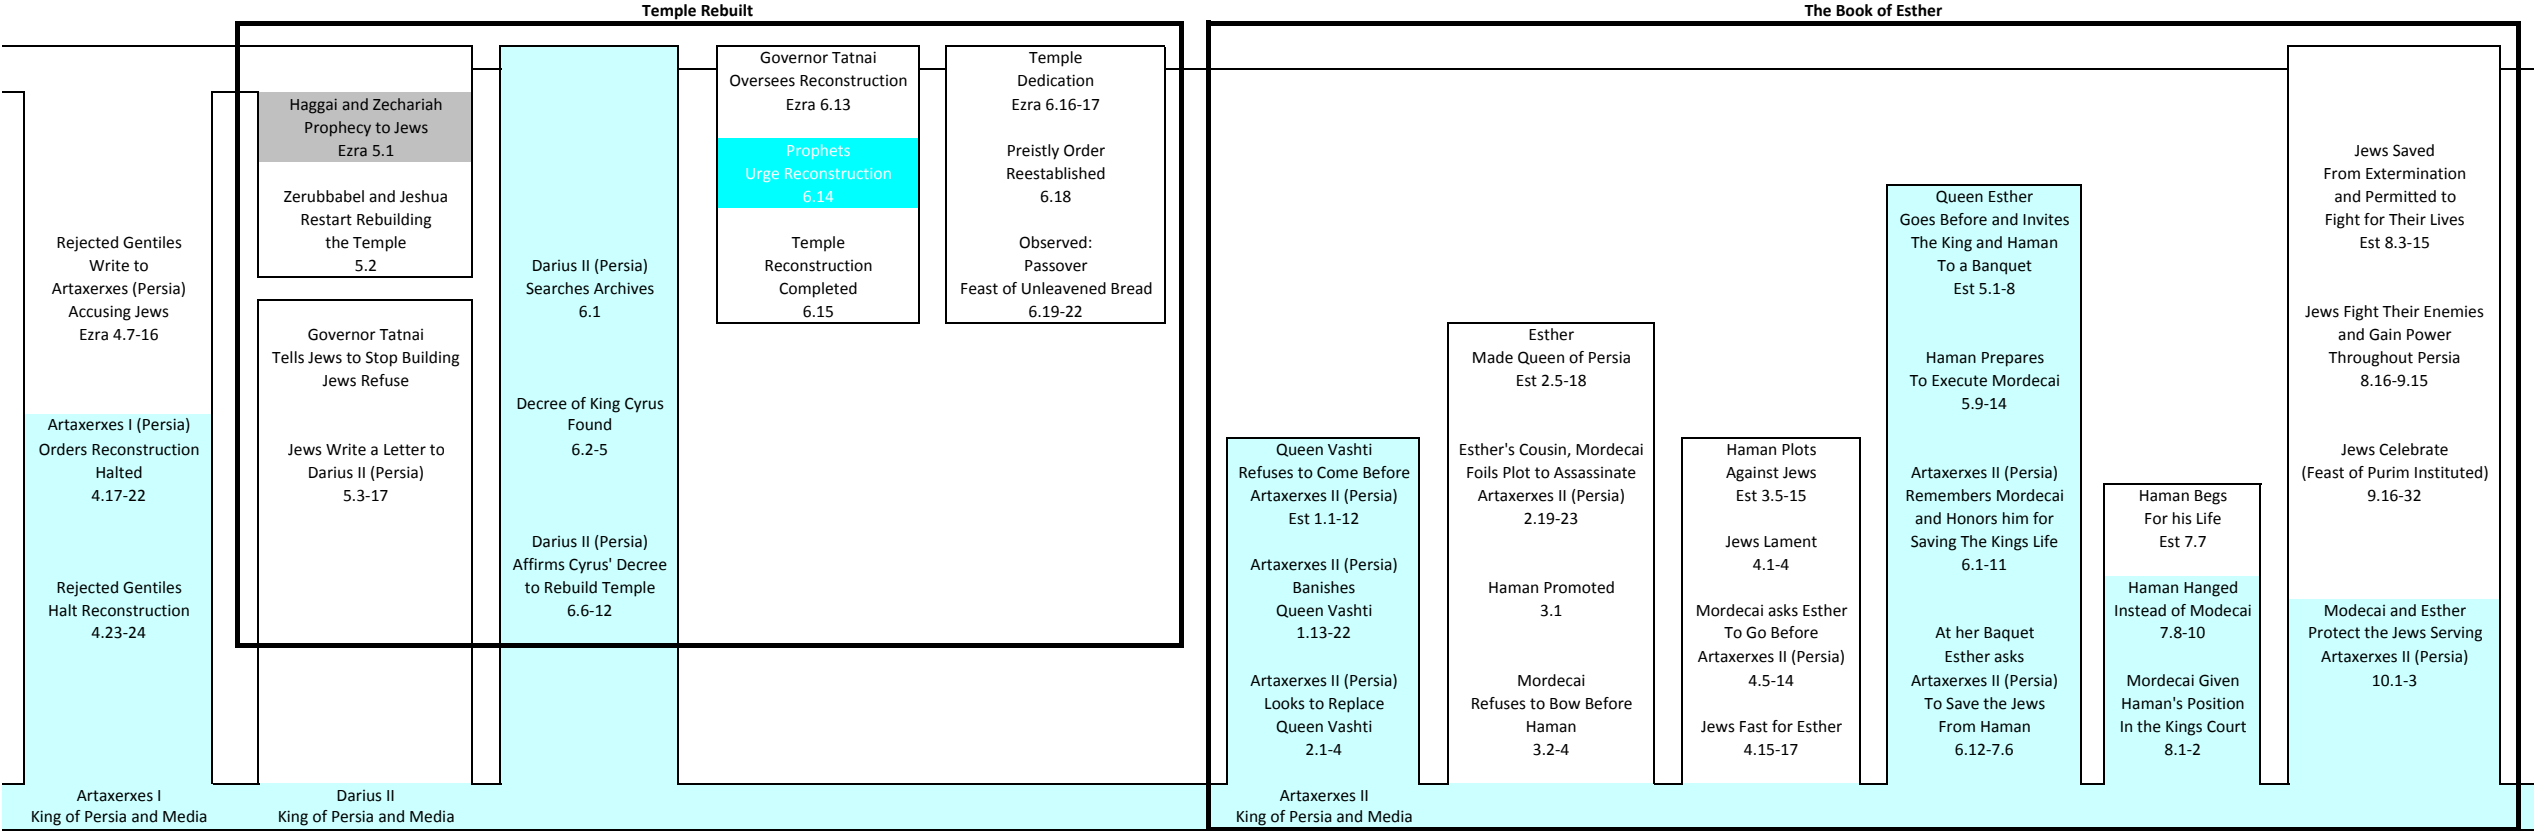 Temple Rebuilt
The Book of Esther
Rejected Gentiles
Write to
Artaxerxes (Persia)
Accusing Jews
Ezra 4.7-16
Artaxerxes I (Persia)
Orders Reconstruction
Halted
4.17-22
Rejected Gentiles
Halt Reconstruction
4.23-24
Artaxerxes I
King of Persia and Media
Haggai and Zechariah
Prophecy to Jews
Ezra 5.1
Zerubbabel and Jeshua
Restart Rebuilding
the Temple
5.2
Governor Tatnai
Tells Jews to Stop Building
Jews Refuse
Jews Write a Letter to
Darius II (Persia)
5.3-17
Darius II
King of Persia and Media
Darius II (Persia)
Searches Archives
6.1
Decree of King Cyrus
Found
6.2-5
Darius II (Persia)
Affirms Cyrus' Decree
to Rebuild Temple
6.6-12
Governor Tatnai
Oversees Reconstruction
Ezra 6.13
Prophets
Urge Reconstruction
6.14
Temple
Reconstruction
Completed
6.15
Temple
Dedication
Ezra 6.16-17
Preistly Order
Reestablished
6.18
Observed:
Passover
Feast of Unleavened Bread
6.19-22
Queen Vashti
Refuses to Come Before
Artaxerxes II (Persia)
Est 1.1-12
Artaxerxes II (Persia)
Banishes
Queen Vashti
1.13-22
Artaxerxes II (Persia)
Looks to Replace
Queen Vashti
2.1-4
Artaxerxes II
King of Persia and Media
Esther
Made Queen of Persia
Est 2.5-18
Esther's Cousin, Mordecai
Foils Plot to Assassinate
Artaxerxes II (Persia)
2.19-23
Haman Promoted
3.1
Mordecai
Refuses to Bow Before
Haman
3.2-4
Haman Plots
Against Jews
Est 3.5-15
Jews Lament
4.1-4
Mordecai asks Esther
To Go Before
Artaxerxes II (Persia)
4.5-14
Jews Fast for Esther
4.15-17
Queen Esther
Goes Before and Invites
The King and Haman
To a Banquet
Est 5.1-8
Haman Prepares
To Execute Mordecai
5.9-14
Artaxerxes II (Persia)
Remembers Mordecai
and Honors him for
Saving The Kings Life
6.1-11
At her Baquet
Esther asks
Artaxerxes II (Persia)
To Save the Jews
From Haman
6.12-7.6
Haman Begs
For his Life
Est 7.7
Haman Hanged
Instead of Modecai
7.8-10
Mordecai Given
Haman's Position
In the Kings Court
8.1-2
Jews Saved
From Extermination
and Permitted to
Fight for Their Lives
Est 8.3-15
Jews Fight Their Enemies
and Gain Power
Throughout Persia
8.16-9.15
Jews Celebrate
(Feast of Purim Instituted)
9.16-32
Modecai and Esther
Protect the Jews Serving
Artaxerxes II (Persia)
10.1-3